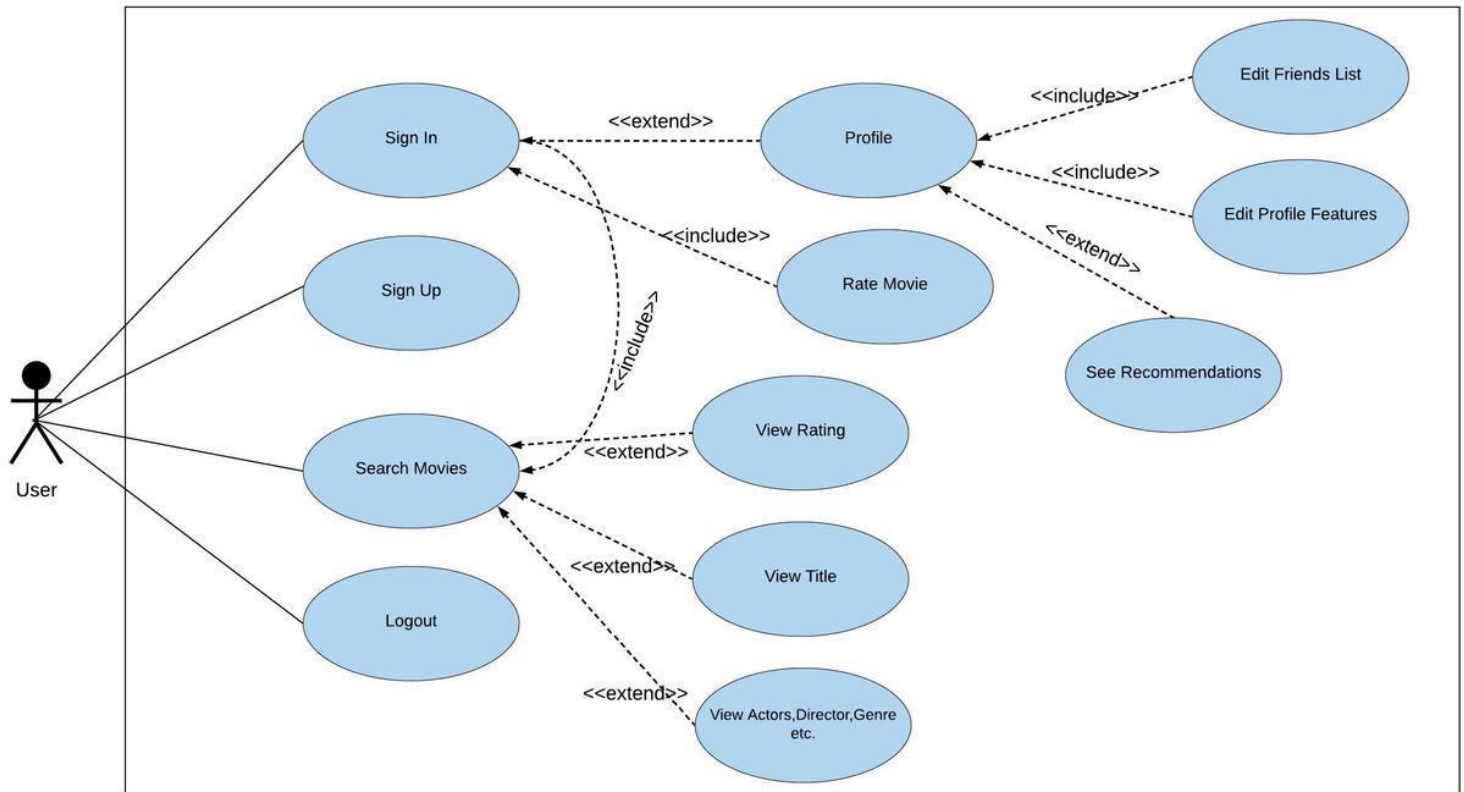 Edit Friends List
<<include>>
<<extend>>
Sign In
Profile
<<include>>
Edit Profile Features
<<include>>
<<extend>>
Sign Up
Rate Movie
<<include>>
See Recommendations
View Rating
<<extend>>
Search Movies
User
<<extend>>
View Title
Logout
<<extend>>
View Actors,Director,Genre
etc.